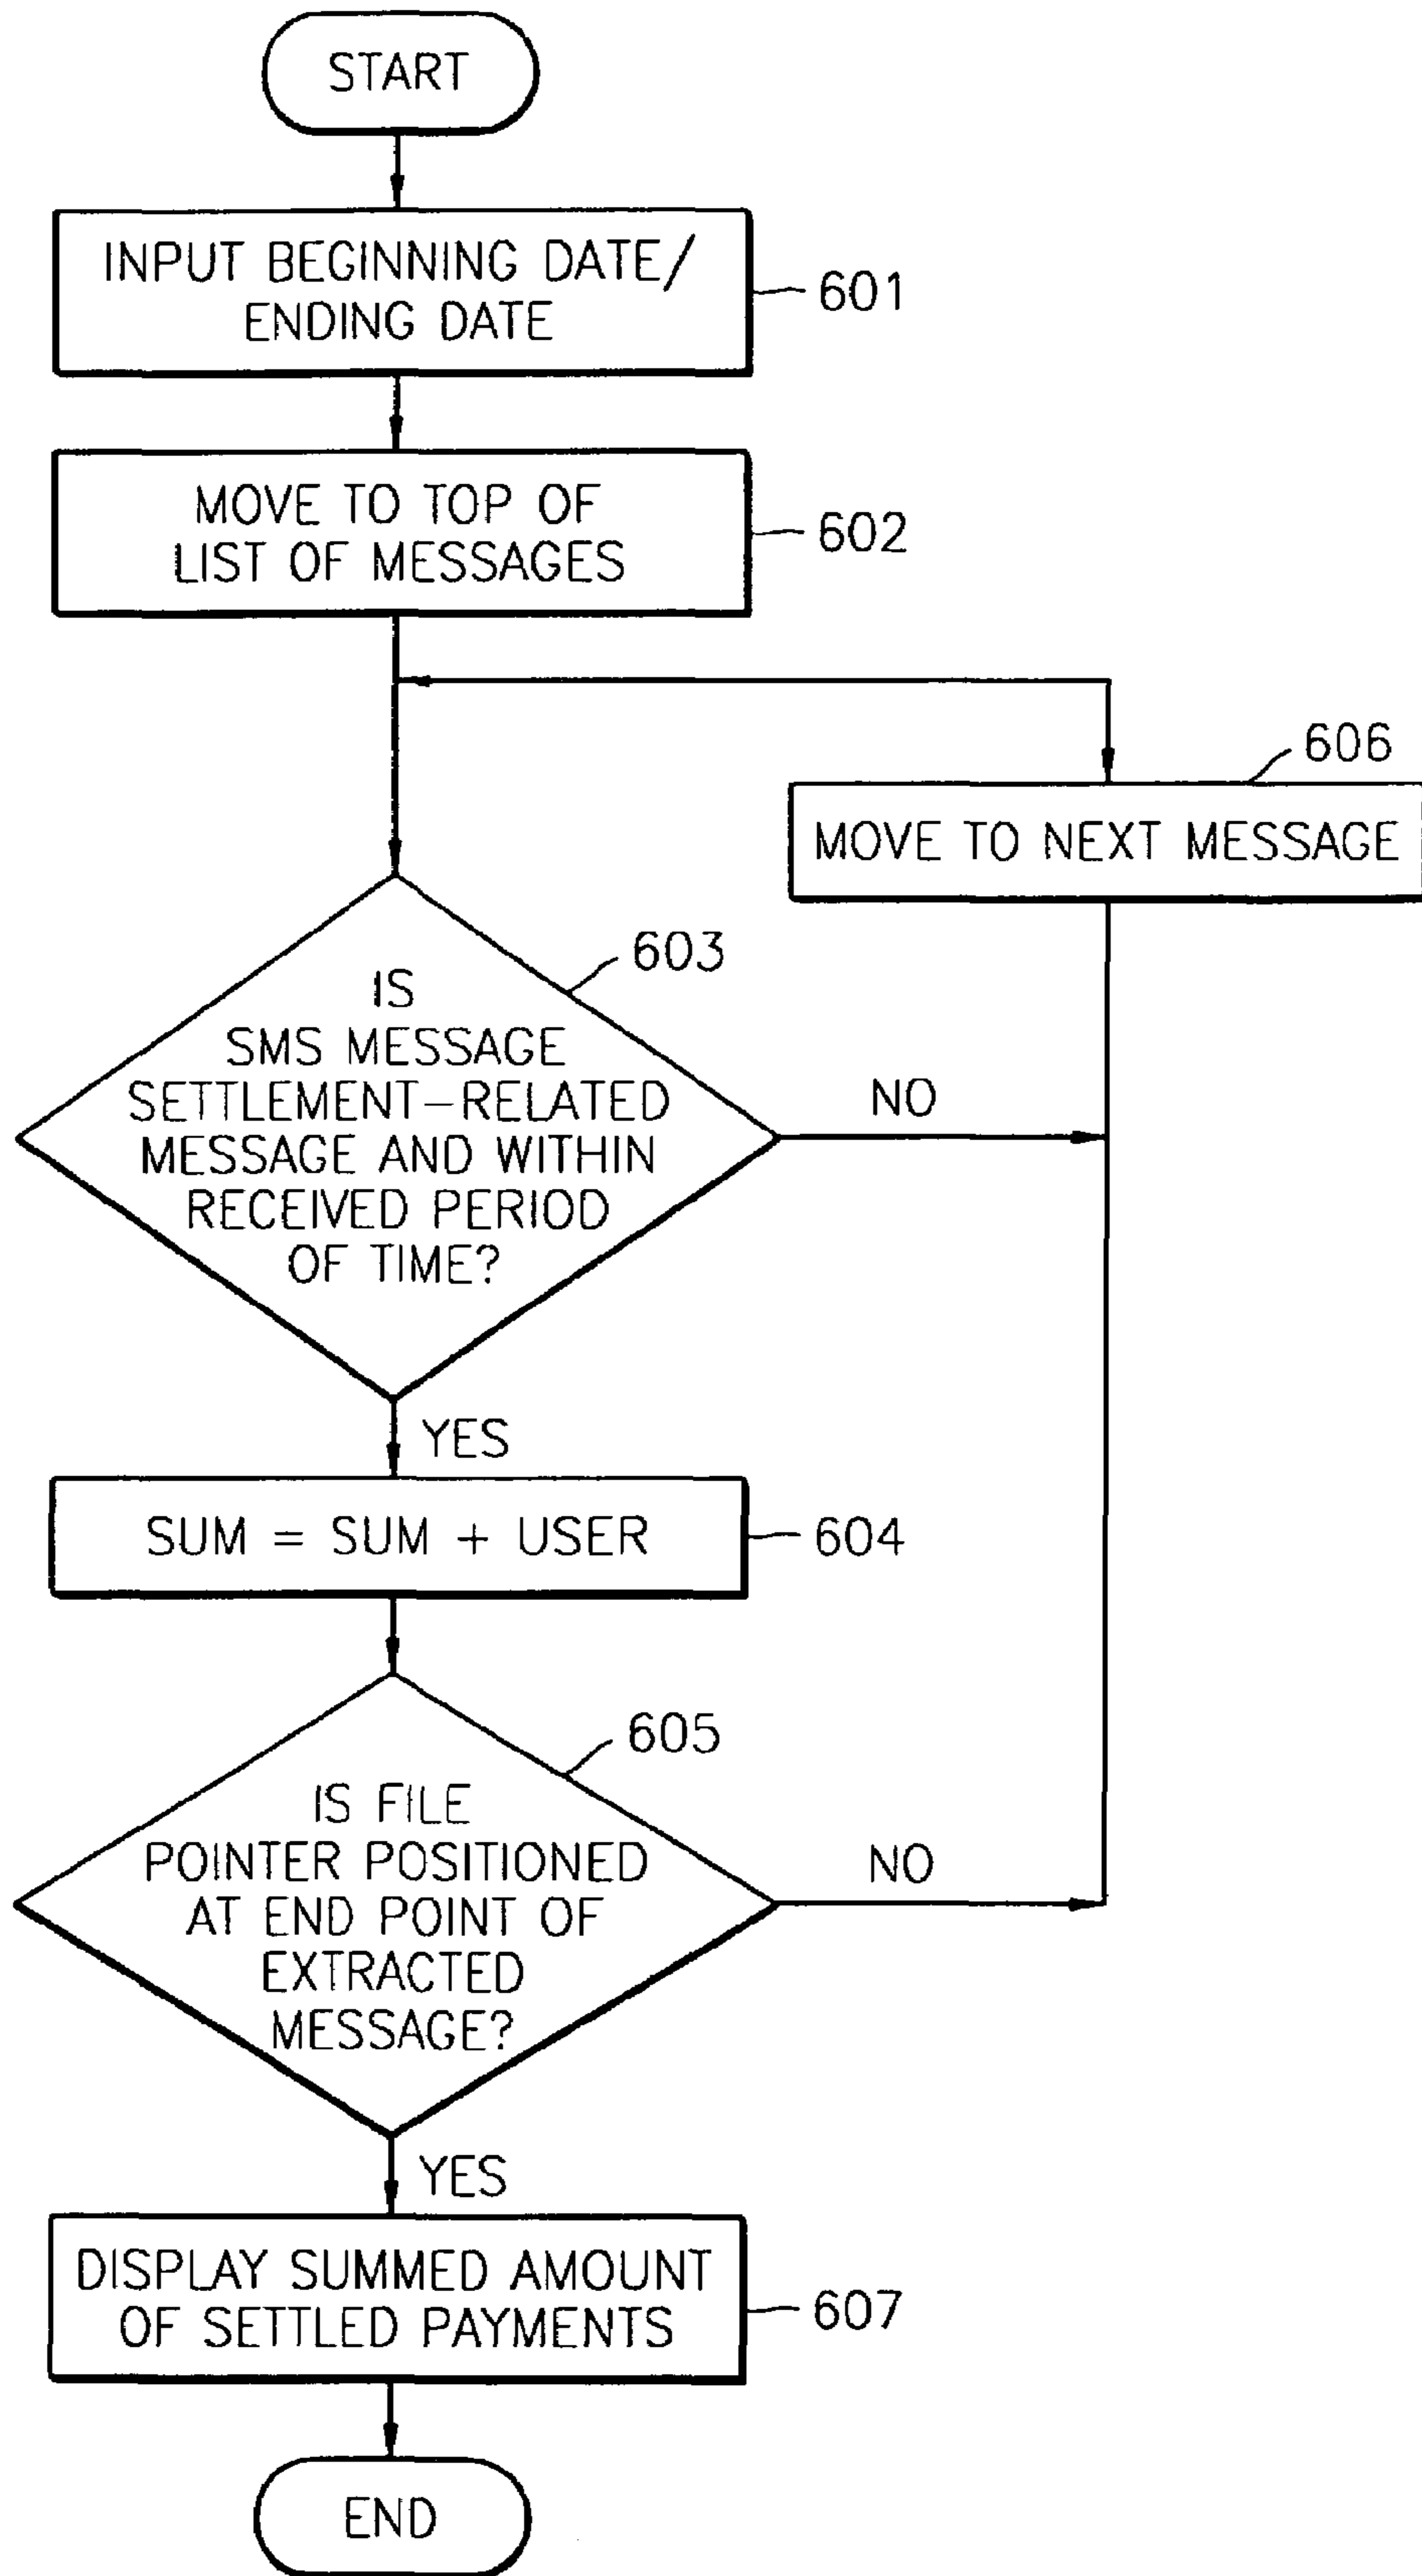 START
INPUT BEGINNING DATE/
ENDING DATE
601
MOVE TO TOP OF
LIST OF MESSAGES
602
606
MOVE TO NEXT MESSAGE
603
IS
SMS MESSAGE
SETTLEMENT-RELATED
MESSAGE AND WITHIN
RECEIVED PERIOD
OF TIME?
NO
YES
SUM = SUM + USER
604
605
IS FILE
POINTER POSITIONED
AT END POINT OF
EXTRACTED
MESSAGE?
NO
YES
DISPLAY SUMMED AMOUNT
OF SETTLED PAYMENTS
607
END